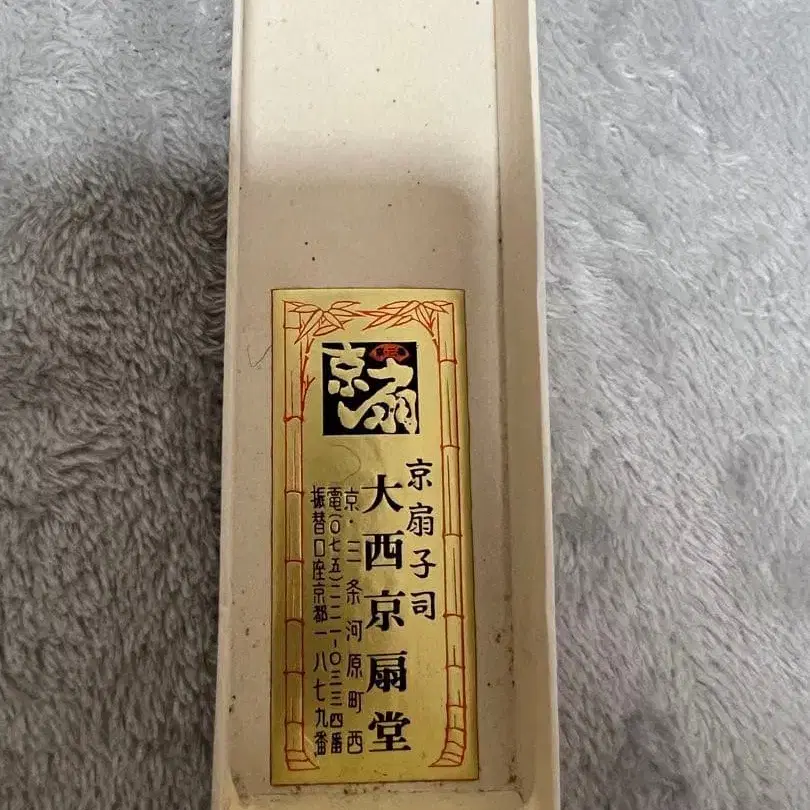 京扇
京扇子司
大西京扇堂
京・三条河原町西
電(〇七五)二二一-〇三三四番
振替口座京都一八七九番